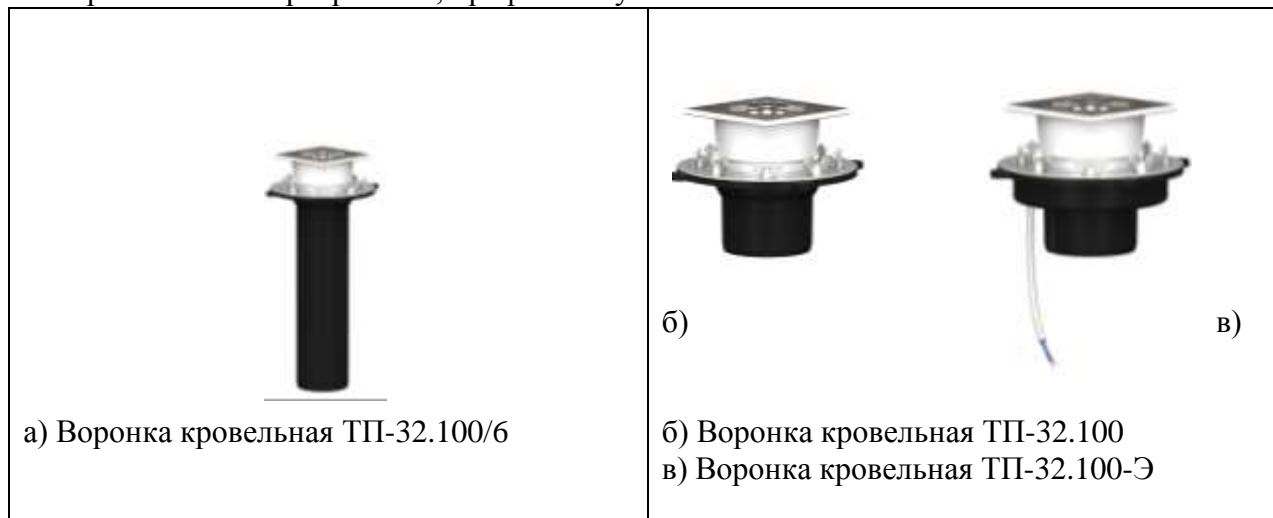 б)
в)
а) Воронка кровельная ТП-32.100/6
б) Воронка кровельная ТП-32.100
в) Воронка кровельная ТП-32.100-Э